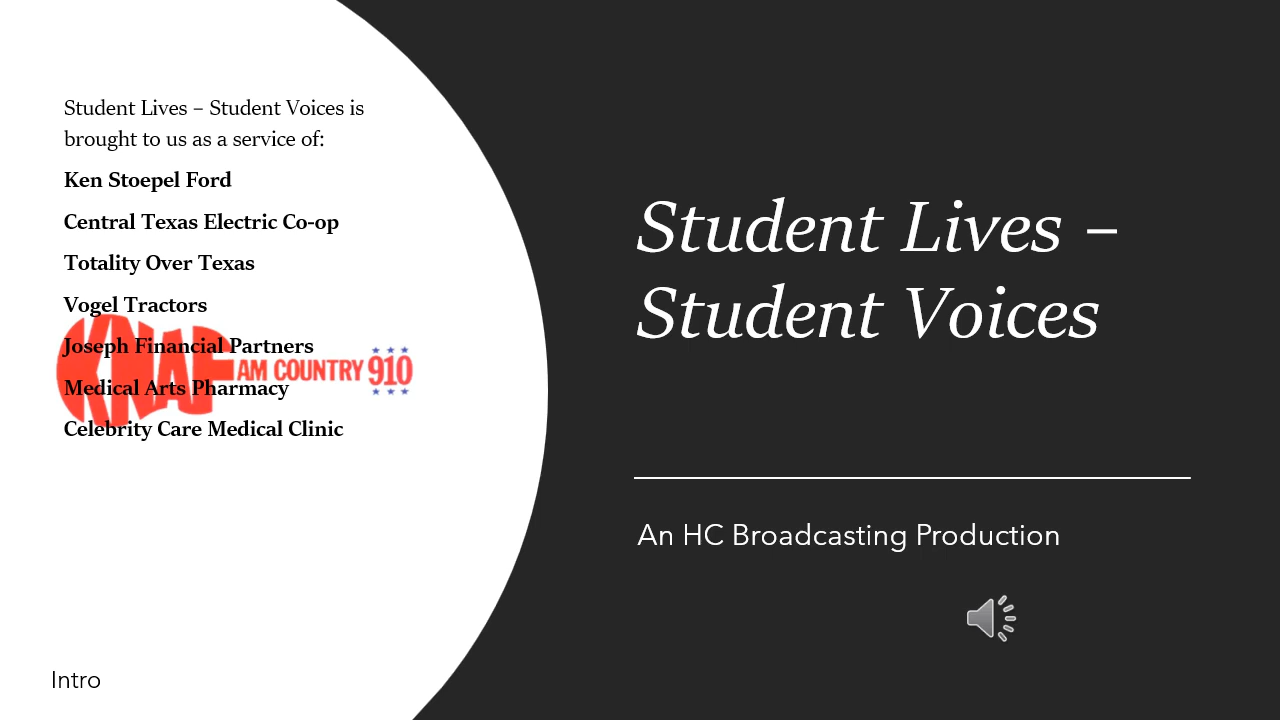 Student Lives – Student Voices is
brought to us as a service of:
Ken Stoepel Ford
Central Texas Electric Co-op
Totality Over Texas
Vogel Tractors
Joseph Financial Partners
KNAF AM COUNTRY 910
Medical Arts Pharmacy
Celebrity Care Medical Clinic
Intro
Student Lives –
Student Voices
An HC Broadcasting Production